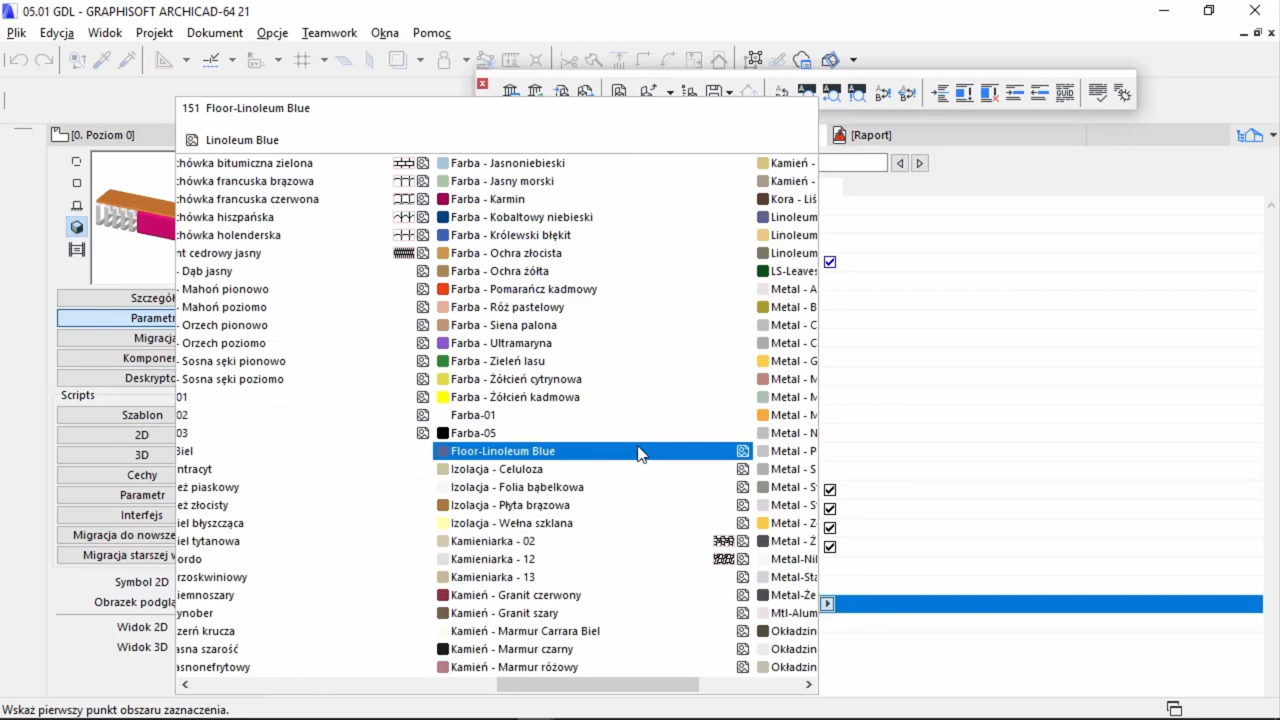 05.01 GDL - GRAPHISOFT ARCHICAD-64 21
Plik Edycja Widok Projekt Dokument Opcje Teamwork Okna Pomoc
GUID
[0. Poziom 0]
[Raport]
151 Floor-Linoleum Blue
Linoleum Blue
chówka bitumiczna zielona
chówka francuska brązowa
chówka francuska czerwona
chówka hiszpańska
chówka holenderska
nt cedrowy jasny
- Dąb jasny
- Mahoń pionowo
- Mahoń poziomo
- Orzech pionowo
- Orzech poziomo
- Sosna sęki pionowo
- Sosna sęki poziomo
01
02
03
Biel
ntracyt
eż piaskowy
eż złocisty
iel błyszcząca
iel tytanowa
ordo
rzoskwiniowy
iemnoszary
ynober
zerń krucza
asna szarość
asnonefrytowy
Farba - Jasnoniebieski
Farba - Jasny morski
Farba - Karmin
Farba - Kobaltowy niebieski
Farba - Królewski błękit
Farba - Ochra złocista
Farba - Ochra żółta
Farba - Pomarańcz kadmowy
Farba - Róż pastelowy
Farba - Siena palona
Farba - Ultramaryna
Farba - Zieleń lasu
Farba - Żółcień cytrynowa
Farba - Żółcień kadmowa
Farba-01
Farba-05
Floor-Linoleum Blue
Izolacja - Celuloza
Izolacja - Folia bąbelkowa
Izolacja - Płyta brązowa
Izolacja - Wełna szklana
Kamieniarka - 02
Kamieniarka - 12
Kamieniarka - 13
Kamień - Granit czerwony
Kamień - Granit szary
Kamień - Marmur Carrara Biel
Kamień - Marmur czarny
Kamień - Marmur różowy
Kamień -
Kamień -
Kora - Liś
Linoleum
Linoleum
Linoleum
LS-Leaves
Metal - A
Metal - B
Metal - C
Metal - C
Metal - G
Metal - M
Metal - M
Metal - M
Metal - N
Metal - P
Metal - S
Metal - S
Metal - S
Metal - Z
Metal - Ż
Metal-Nil
Metal-Sta
Metal-Że
Mtl-Alum
Okładzin
Okładzin
Okładzin
Szczegół
Parametr
Migracja
Kompone
Deskrypto
Scripts
Szablon
2D
3D
Cechy
Parametr
Interfejs
Migracja do nowsze
Migracja starszej w
Symbol 2D
Obrazek podglą
Widok 2D
Widok 3D
Wskaż pierwszy punkt obszaru zaznaczenia.